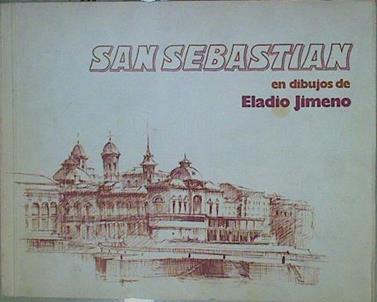 SAN SEBASTIAN
en dibujos de
Eladio Jimeno